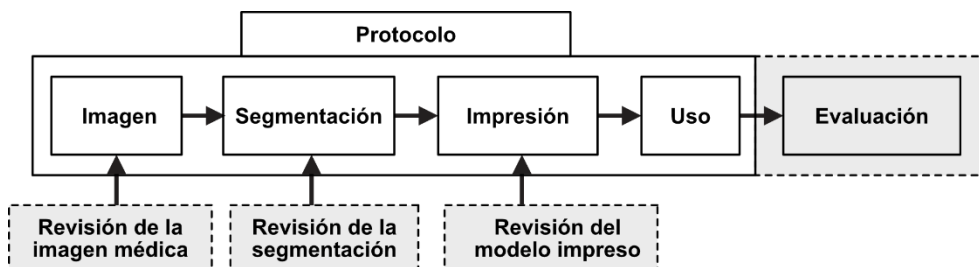 Protocolo
Imagen
Segmentación
Impresión
Uso
Evaluación
Revisión de la
imagen médica
Revisión de la
segmentación
Revisión del
modelo impreso